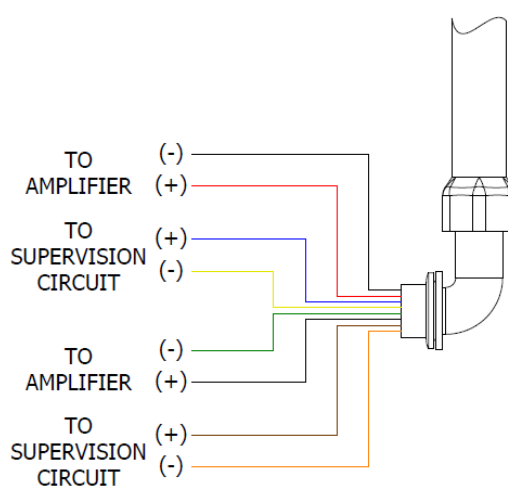 TO
AMPLIFIER
(-)
(+)
TO
SUPERVISION
CIRCUIT
(+)
(-)
TO
AMPLIFIER
(-)
(+)
TO
SUPERVISION
CIRCUIT
(+)
(-)